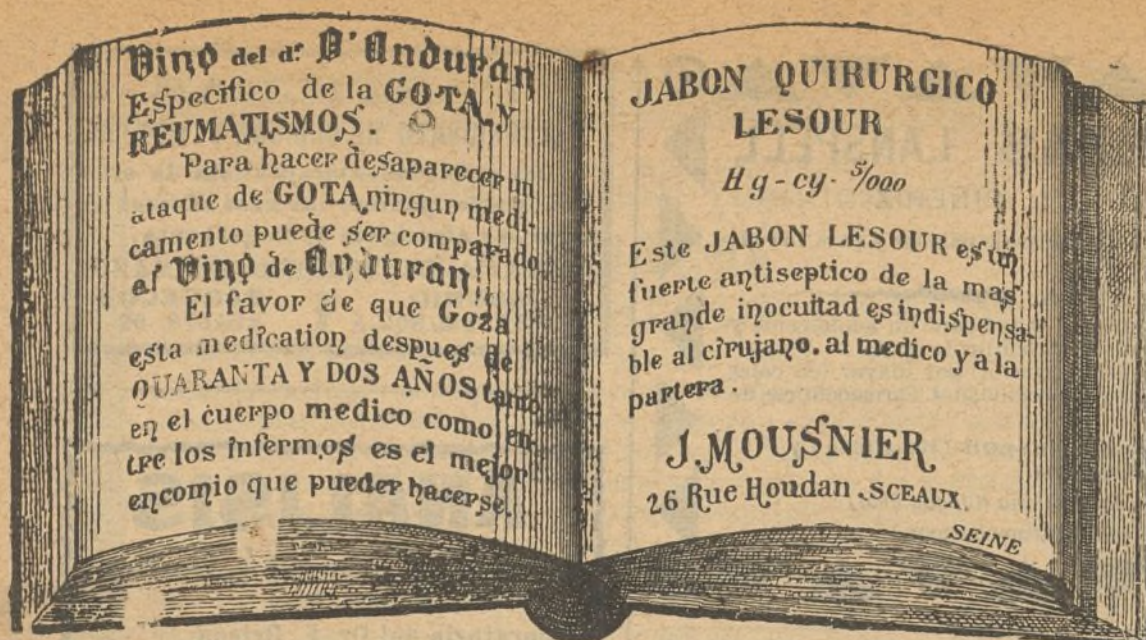 Vino del dr D'Anduran
Especifico de la GOTA y
REUMATISMOS.
Para hacer desaparecer un
ataque de GOTA ningun medi-
camento puede ser comparado
al Vino de Anduran!
El favor de que Goza
esta medication despues de
QUARANTA Y DOS AÑOS tanto
en el cuerpo medico como en-
tre los infermos es el mejor
encomio que pueder hacerse.
JABON QUIRURGICO
LESOUR
Hg-cy. 5/000
Este JABON LESOUR es un
fuerte antiseptico de la mas
grande inocuitad es indispensa-
ble al cirujano, al medico y a la
partera.
J. MOUSNIER
26 Rue Houdan, SCEAUX.
SEINE